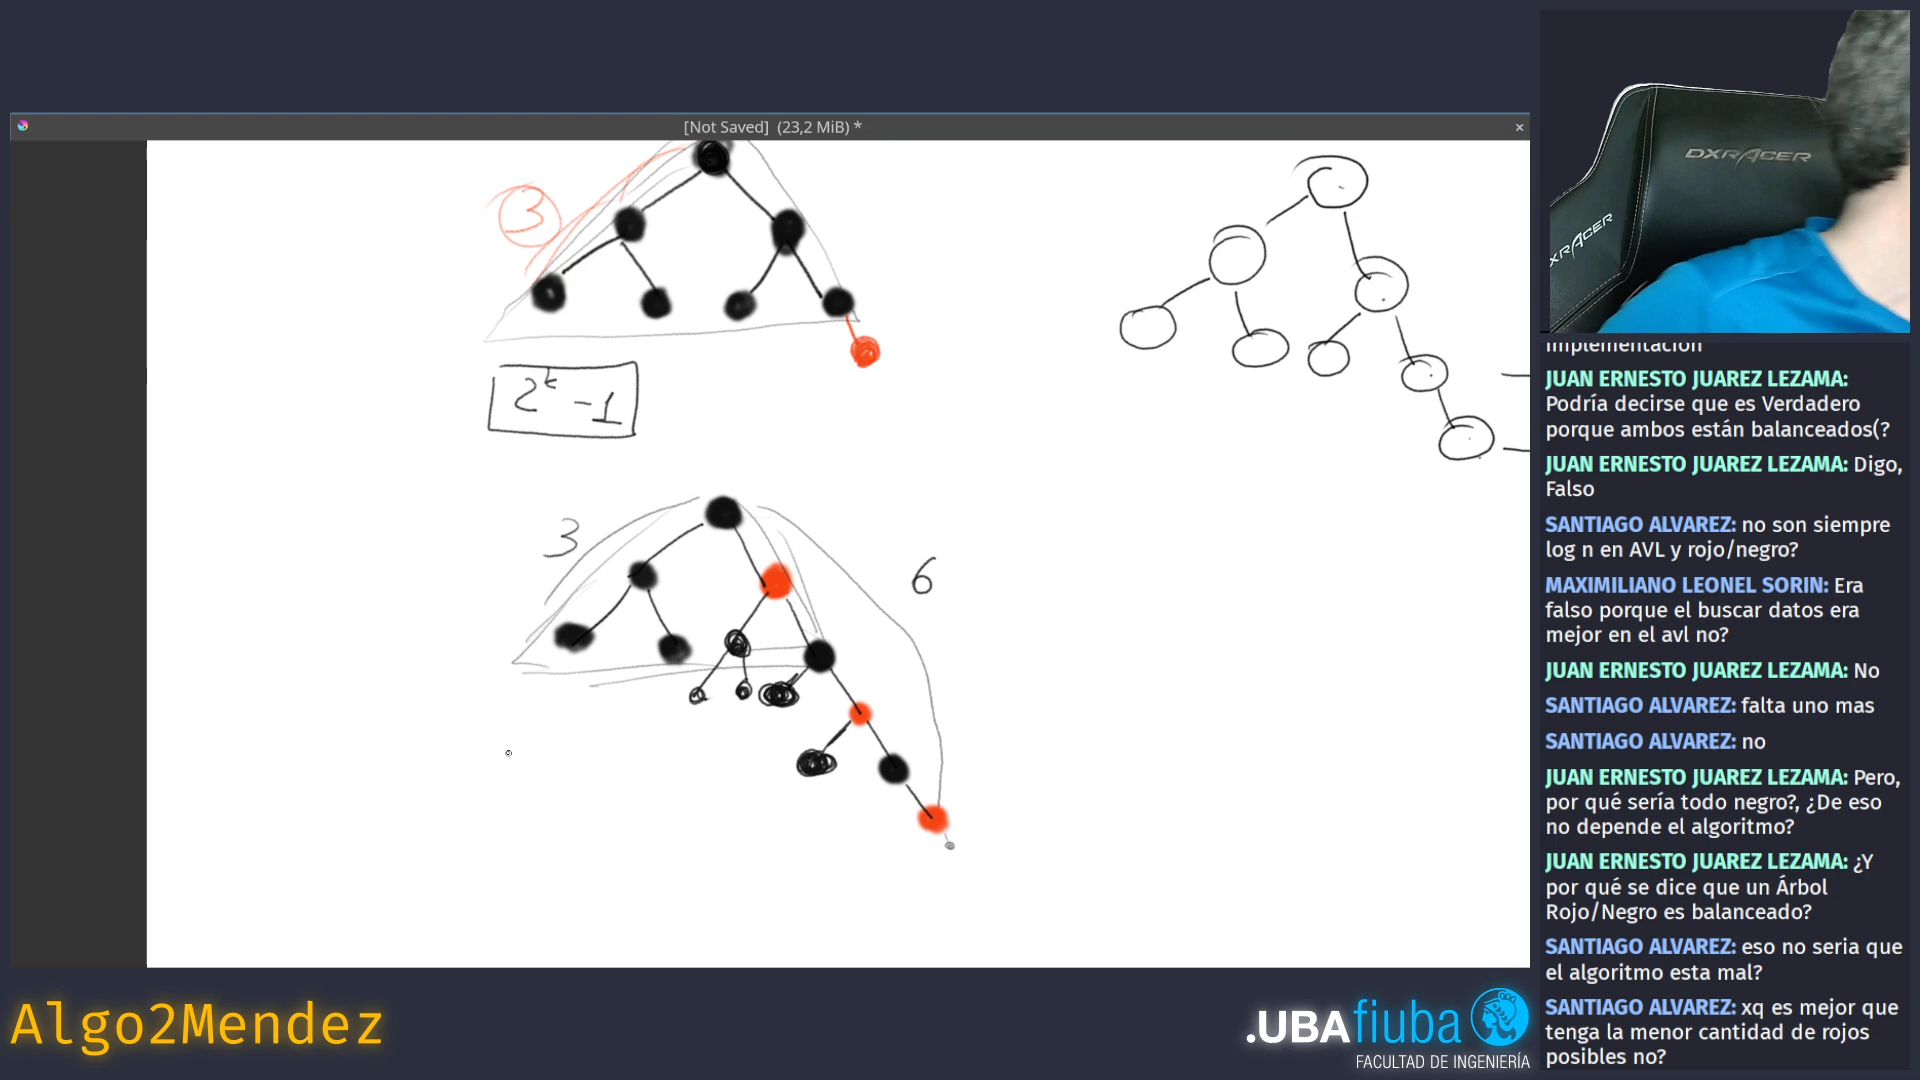 [Not Saved] (23,2 MiB) *
×
3
2^k - 1
3
6
DXRACER
XRACER
implementación
JUAN ERNESTO JUAREZ LEZAMA:
Podría decirse que es Verdadero
porque ambos están balanceados(?
JUAN ERNESTO JUAREZ LEZAMA: Digo,
Falso
SANTIAGO ALVAREZ: no son siempre
log n en AVL y rojo/negro?
MAXIMILIANO LEONEL SORIN: Era
falso porque el buscar datos era
mejor en el avl no?
JUAN ERNESTO JUAREZ LEZAMA: No
SANTIAGO ALVAREZ: falta uno mas
SANTIAGO ALVAREZ: no
JUAN ERNESTO JUAREZ LEZAMA: Pero,
por qué sería todo negro?, ¿De eso
no depende el algoritmo?
JUAN ERNESTO JUAREZ LEZAMA: ¿Y
por qué se dice que un Árbol
Rojo/Negro es balanceado?
SANTIAGO ALVAREZ: eso no seria que
el algoritmo esta mal?
SANTIAGO ALVAREZ: xq es mejor que
tenga la menor cantidad de rojos
posibles no?
Algo2Mendez
.UBAfiuba
FACULTAD DE INGENIERÍA